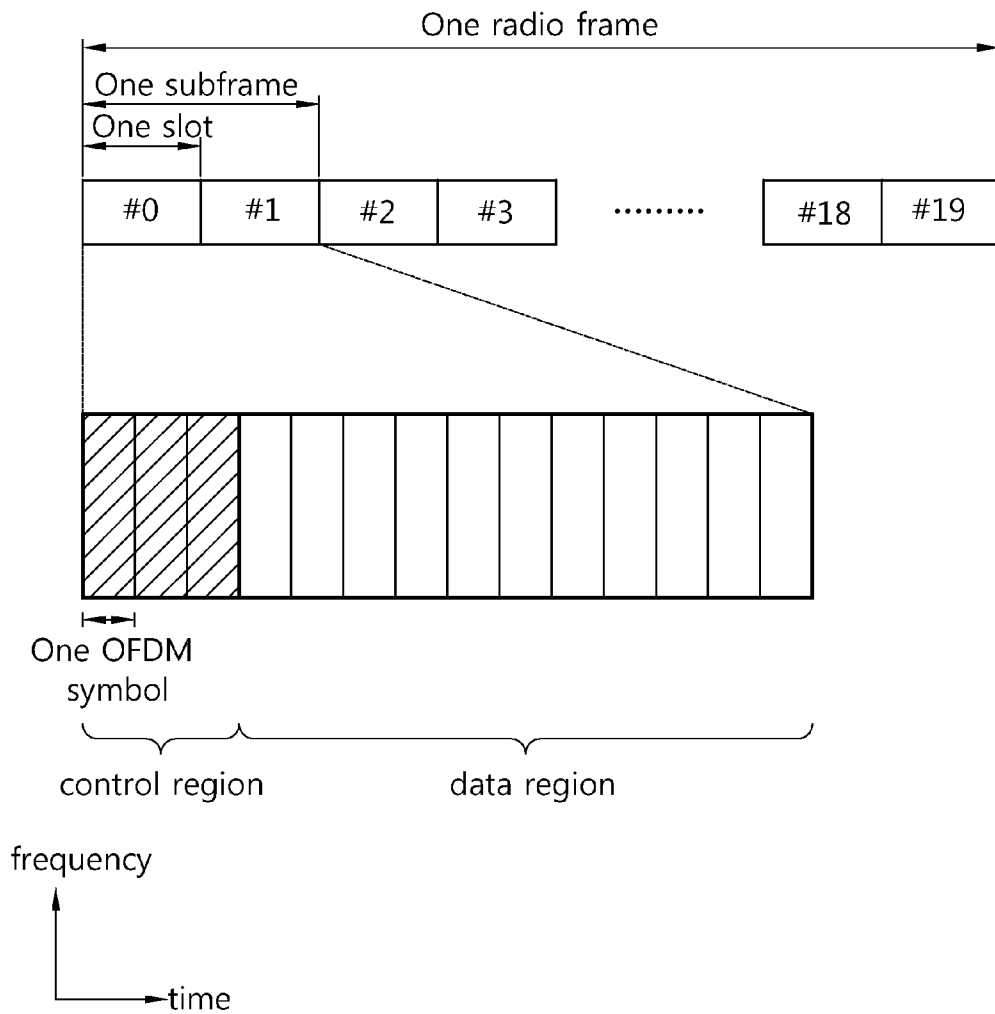 One radio frame
One subframe
One slot
#0 #1 #2 #3 ......... #18 #19
One OFDM
symbol
control region
data region
frequency
time